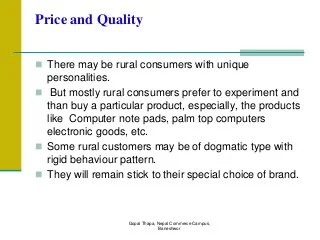 Price and Quality
There may be rural consumers with unique
personalities.
But mostly rural consumers prefer to experiment and
than buy a particular product, especially, the products
like Computer note pads, palm top computers
electronic goods, etc.
Some rural customers may be of dogmatic type with
rigid behaviour pattern.
They will remain stick to their special choice of brand.
Gopal Thapa, Nepal Commerce Campus,
Baneshwor